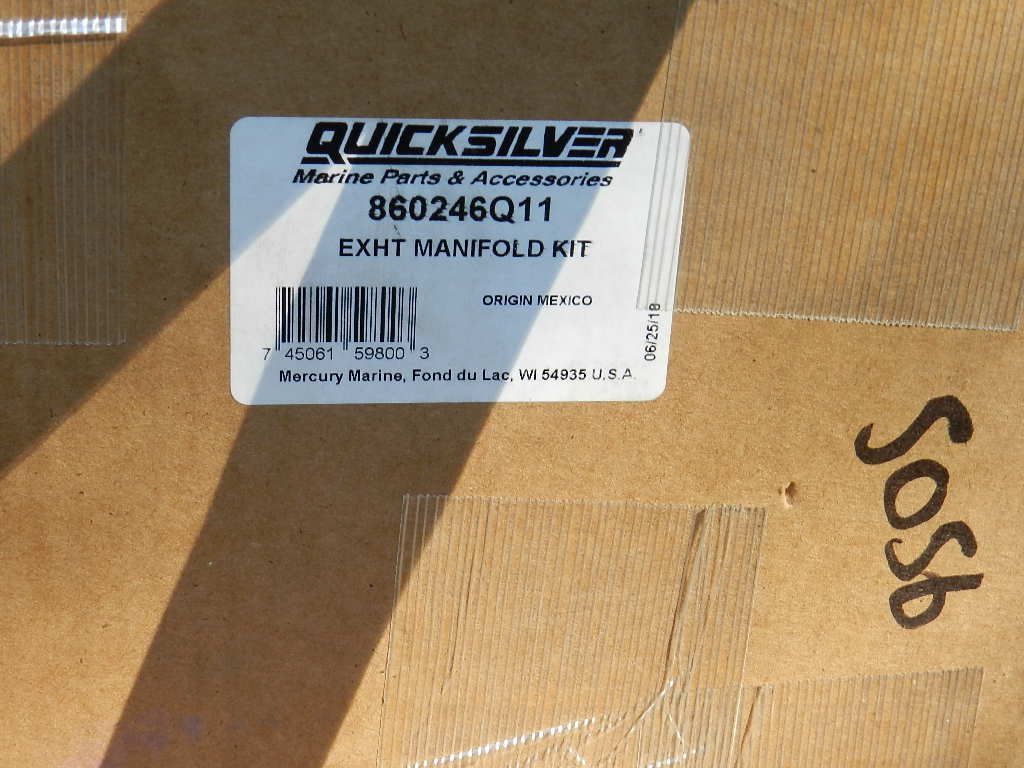 QUICKSILVER
Marine Parts & Accessories
860246Q11
EXHT MANIFOLD KIT
ORIGIN MEXICO
7 45061 59800 3
06/25/18
Mercury Marine, Fond du Lac, WI 54935 U.S.A.